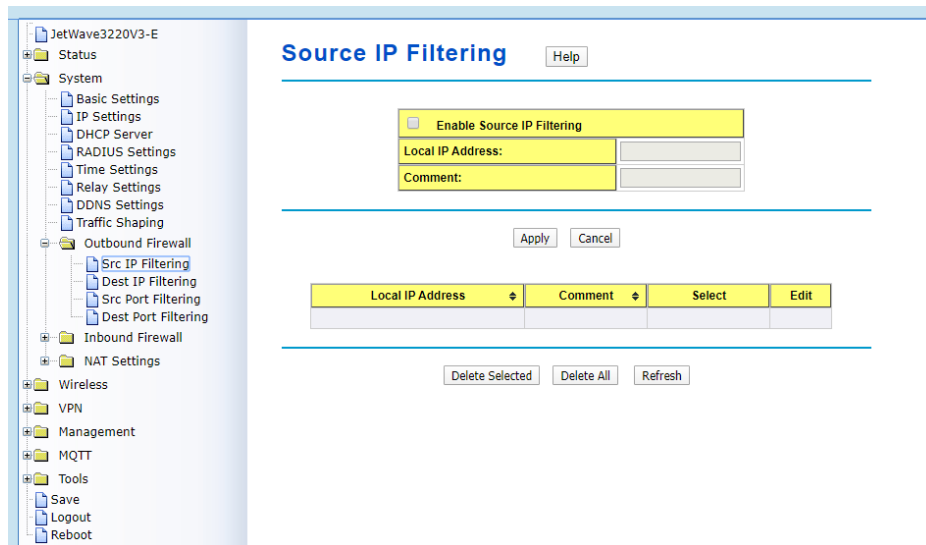 JetWave3220V3-E
Status
System
Basic Settings
IP Settings
DHCP Server
RADIUS Settings
Time Settings
Relay Settings
DDNS Settings
Traffic Shaping
Outbound Firewall
Src IP Filtering
Dest IP Filtering
Src Port Filtering
Dest Port Filtering
Inbound Firewall
NAT Settings
Wireless
VPN
Management
MQTT
Tools
Save
Logout
Reboot
Source IP Filtering Help
Enable Source IP Filtering
Local IP Address:
Comment:
Apply Cancel
Local IP Address Comment Select Edit
Delete Selected Delete All Refresh